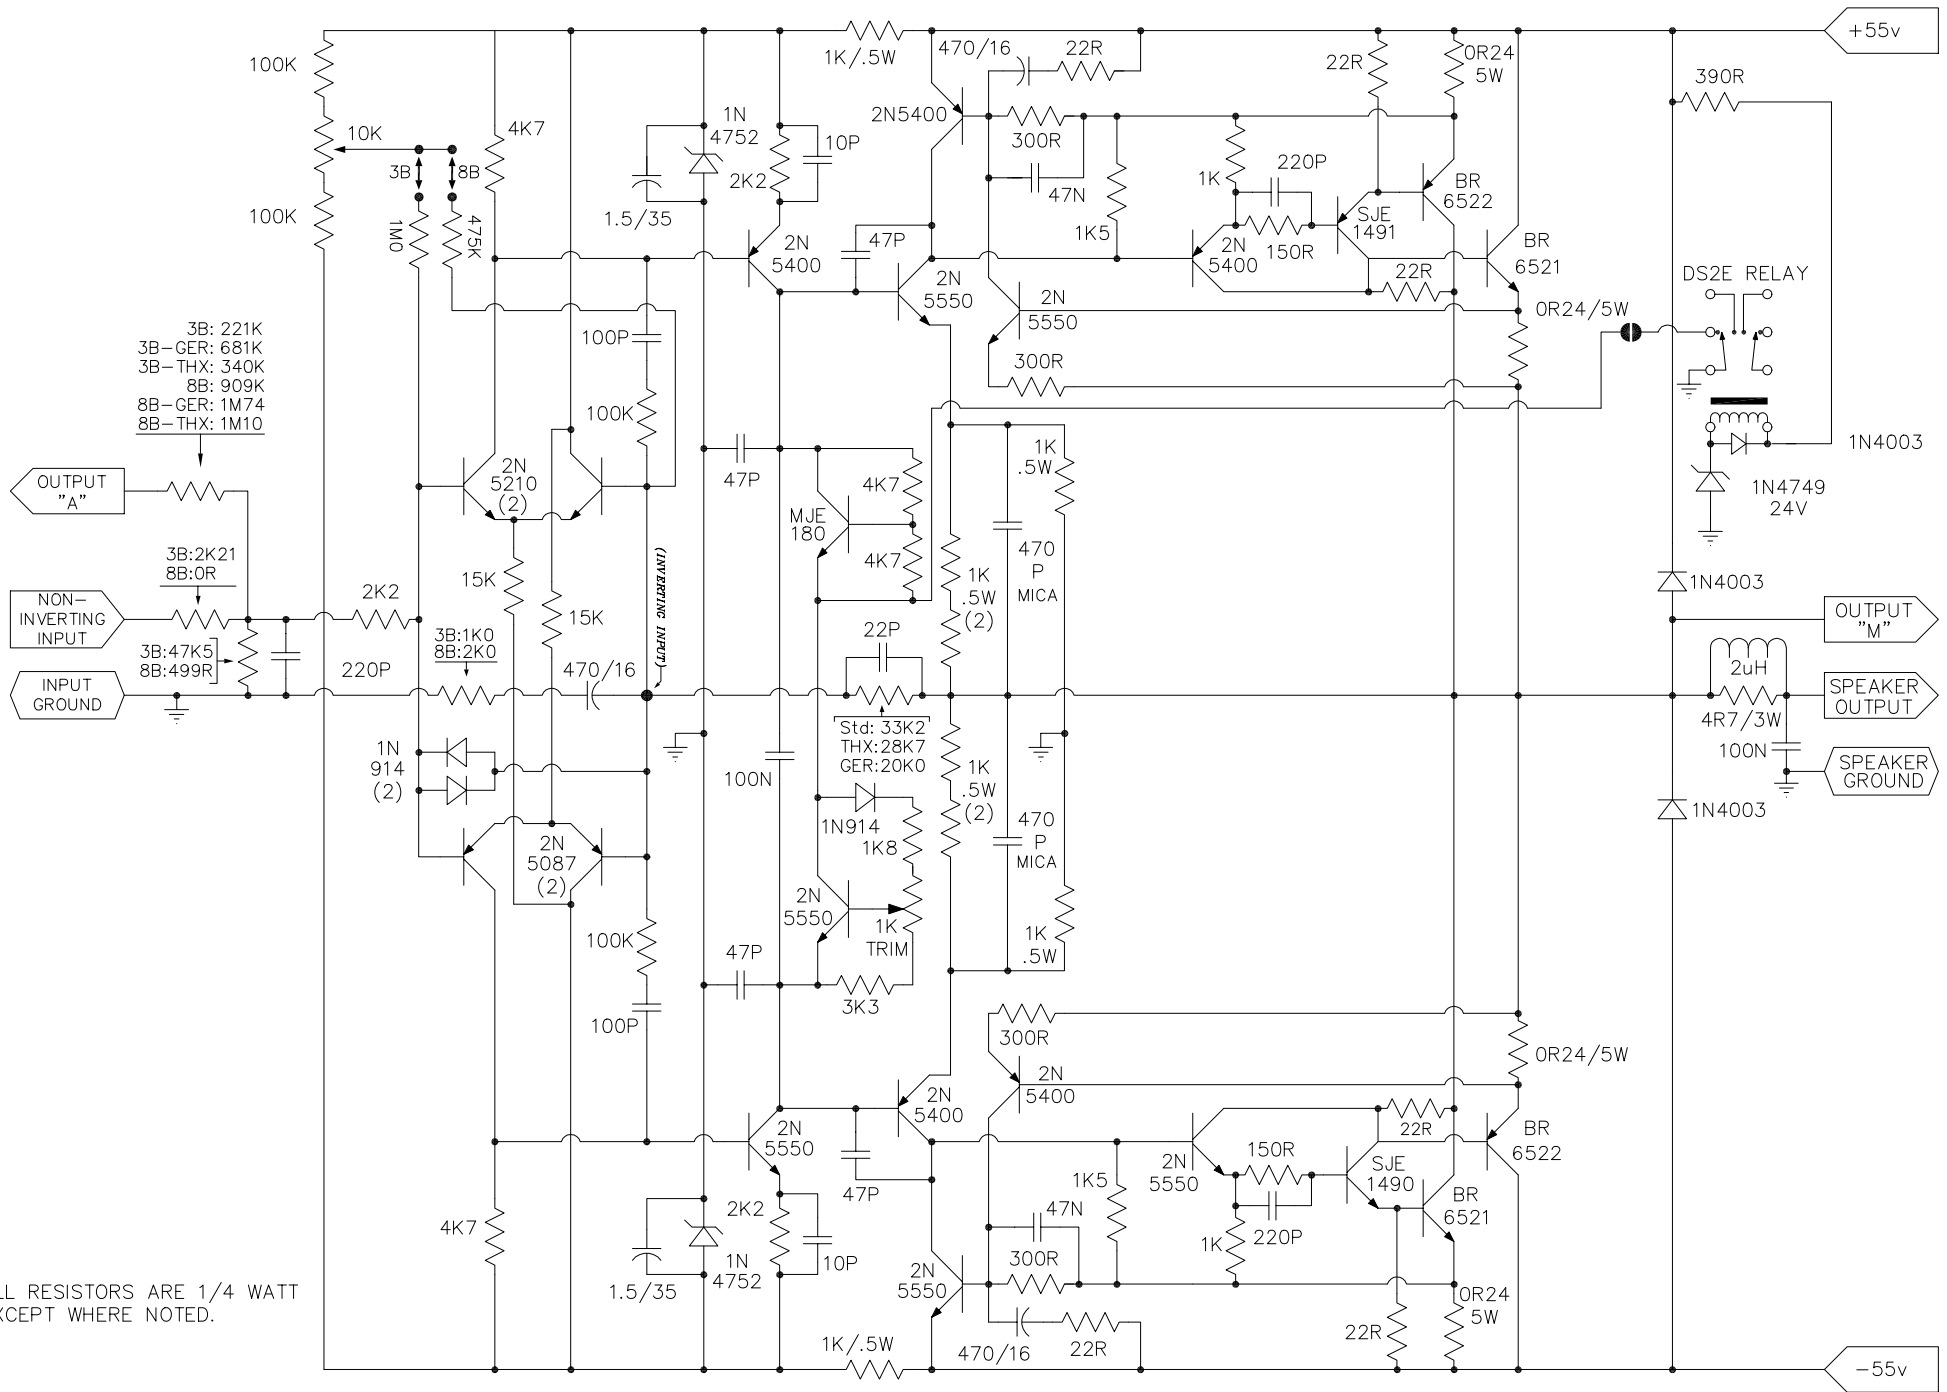 +55v
100K
1K/.5W
470/16
22R
22R
0R24
5W
390R
10K
4K7
1N
4752
10P
2N5400
300R
3B
8B
2K2
47N
220P
1K
BR
6522
100K
1M0
475K
1.5/35
2N
5400
47P
1K5
150R
SJE
1491
2N
5400
22R
BR
6521
DS2E RELAY
2N
5550
2N
5550
0R24/5W
3B: 221K
3B-GER: 681K
3B-THX: 340K
8B: 909K
8B-GER: 1M74
8B-THX: 1M10
100P
300R
100K
1N4003
OUTPUT
"A"
2N
5210
(2)
47P
4K7
1K
.5W
1N4749
24V
MJE
180
4K7
470
P
MICA
3B:2K21
8B:0R
(INVERTING INPUT)
15K
1K
.5W
(2)
1N4003
NON-
INVERTING
INPUT
2K2
15K
OUTPUT
"M"
3B:47K5
8B:499R
220P
3B:1K0
8B:2K0
470/16
22P
2uH
INPUT
GROUND
SPEAKER
OUTPUT
4R7/3W
Std: 33K2
THX:28K7
GER:20K0
1N
914
(2)
100N
1K
.5W
(2)
100N
SPEAKER
GROUND
1N914
1K8
470
P
MICA
1N4003
2N
5087
(2)
2N
5550
1K
TRIM
1K
.5W
100K
47P
3K3
100P
300R
0R24/5W
2N
5400
2N
5400
2N
5550
22R
BR
6522
47P
150R
2N
5550
SJE
1490
1K5
4K7
2K2
47N
BR
6521
1K
220P
1N
4752
10P
300R
1.5/35
2N
5550
LL RESISTORS ARE 1/4 WATT
XCEPT WHERE NOTED.
0R24
5W
1K/.5W
470/16
22R
22R
-55v